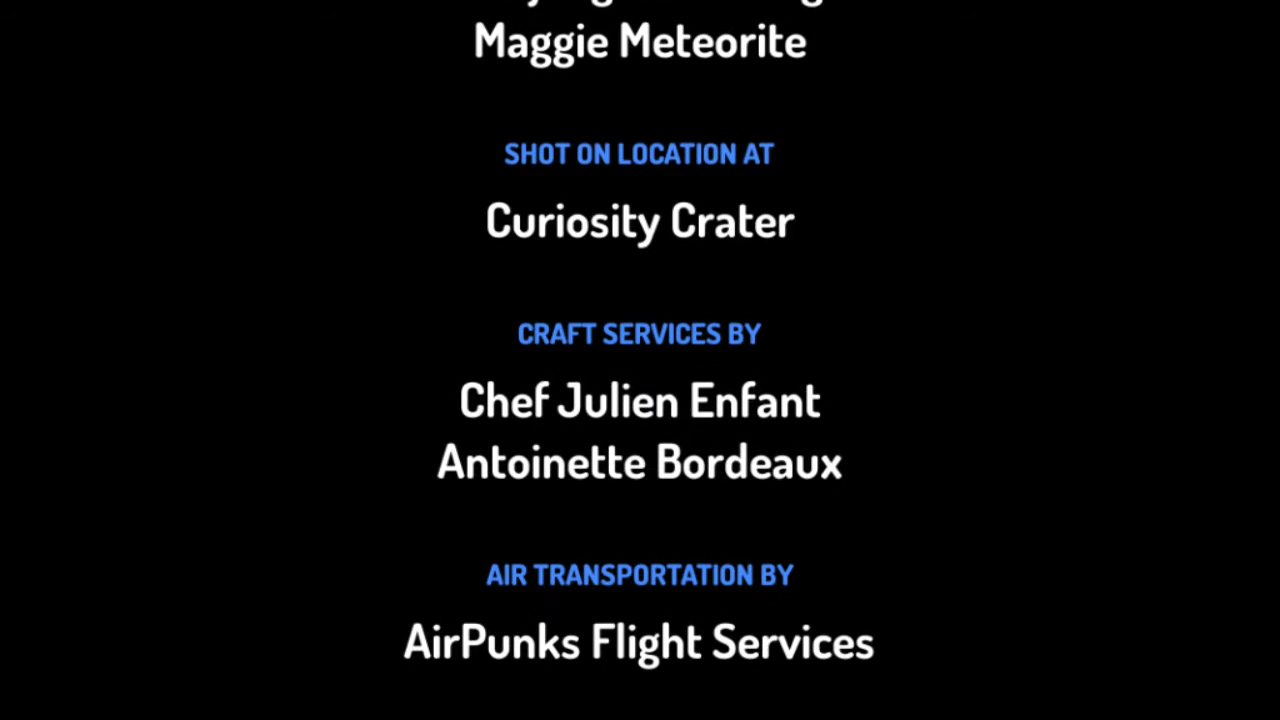 Maggie Meteorite
SHOT ON LOCATION AT
Curiosity Crater
CRAFT SERVICES BY
Chef Julien Enfant
Antoinette Bordeaux
AIR TRANSPORTATION BY
AirPunks Flight Services